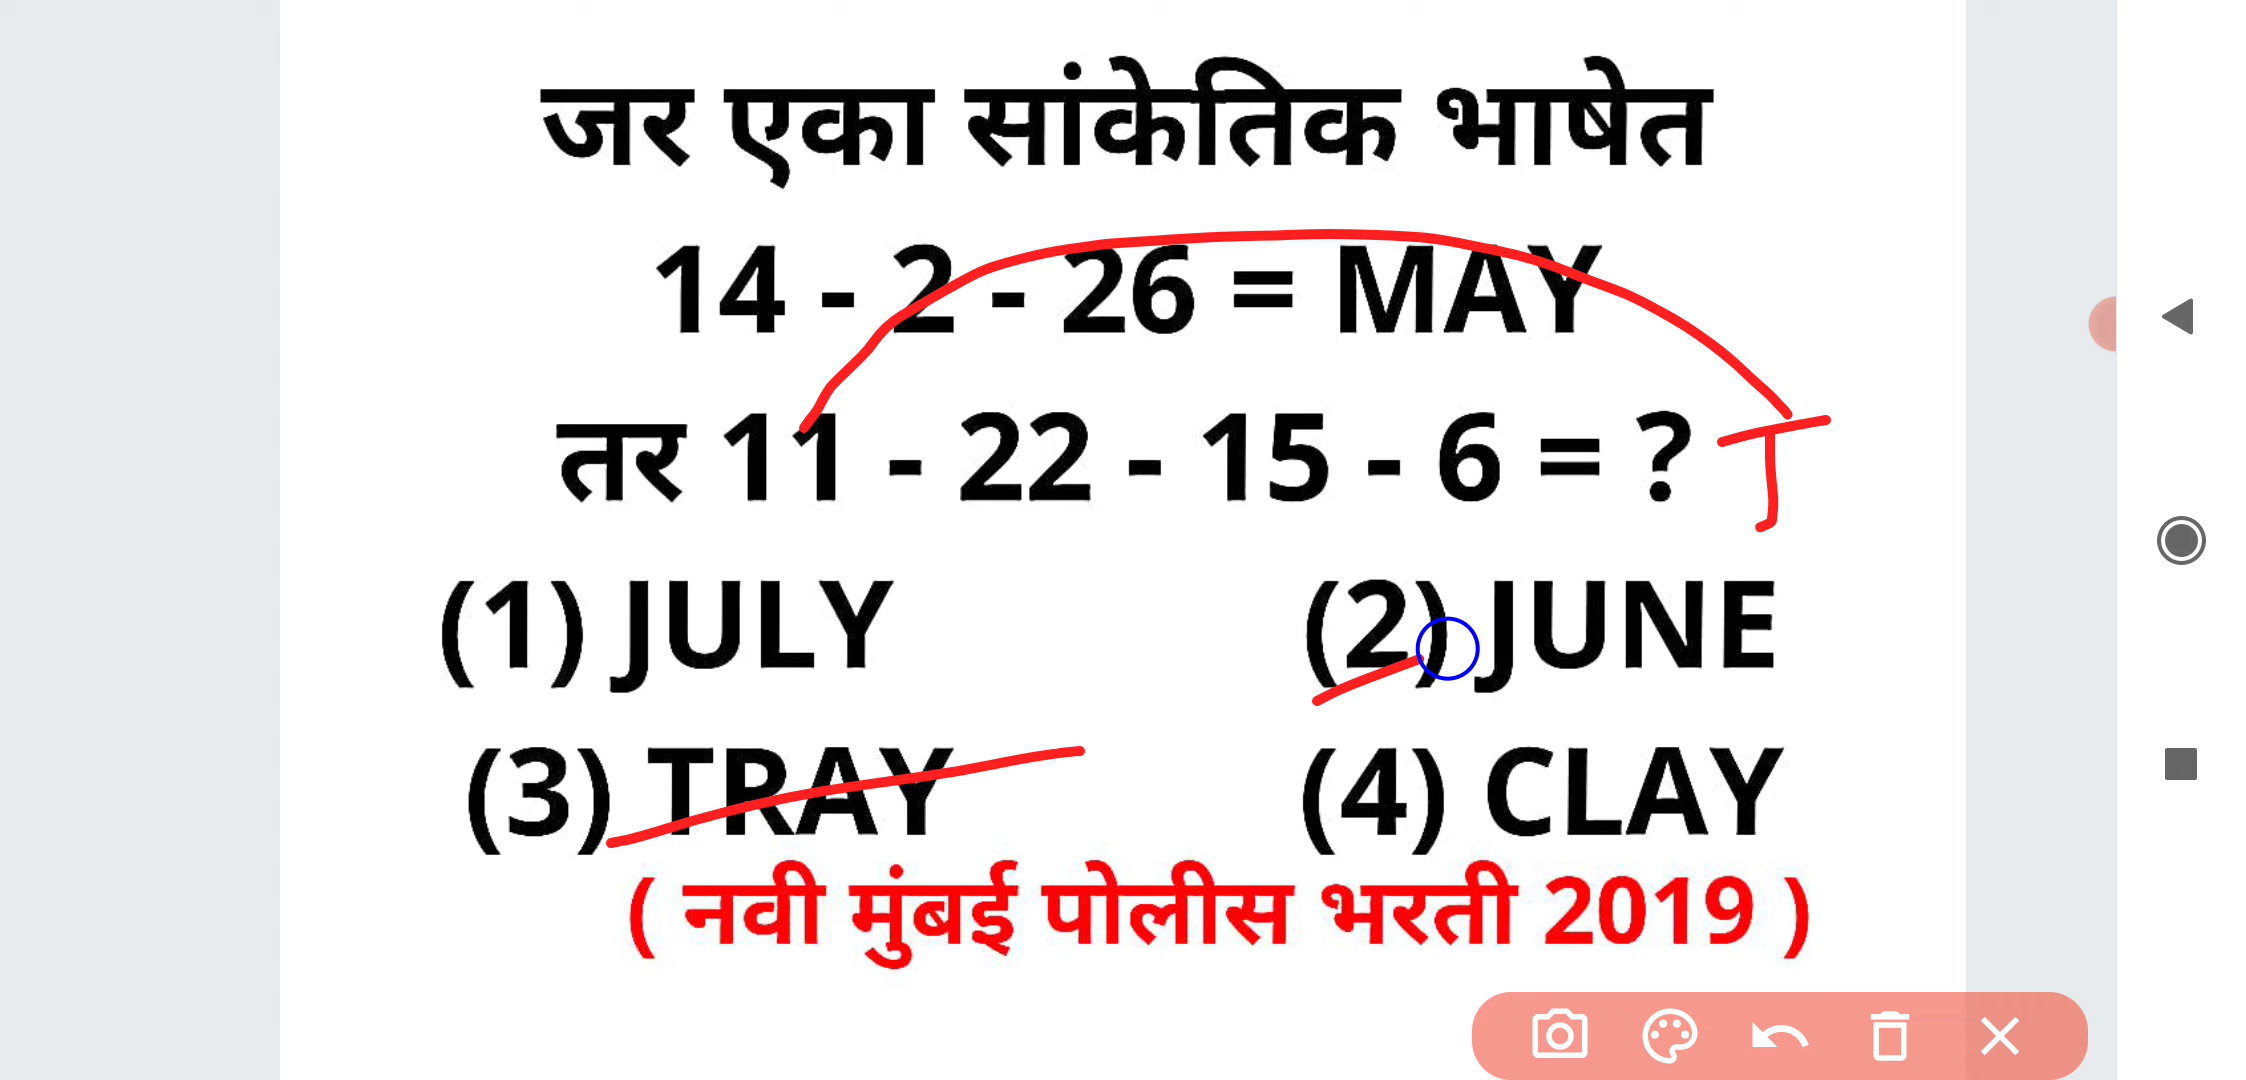 जर एका सांकेतिक भाषेत
14 - 2 - 26 = MAY
तर 11 - 22 - 15 - 6 = ? J
(1) JULY (2) JUNE
(3) TRAY (4) CLAY
( नवी मुंबई पोलीस भरती 2019 )